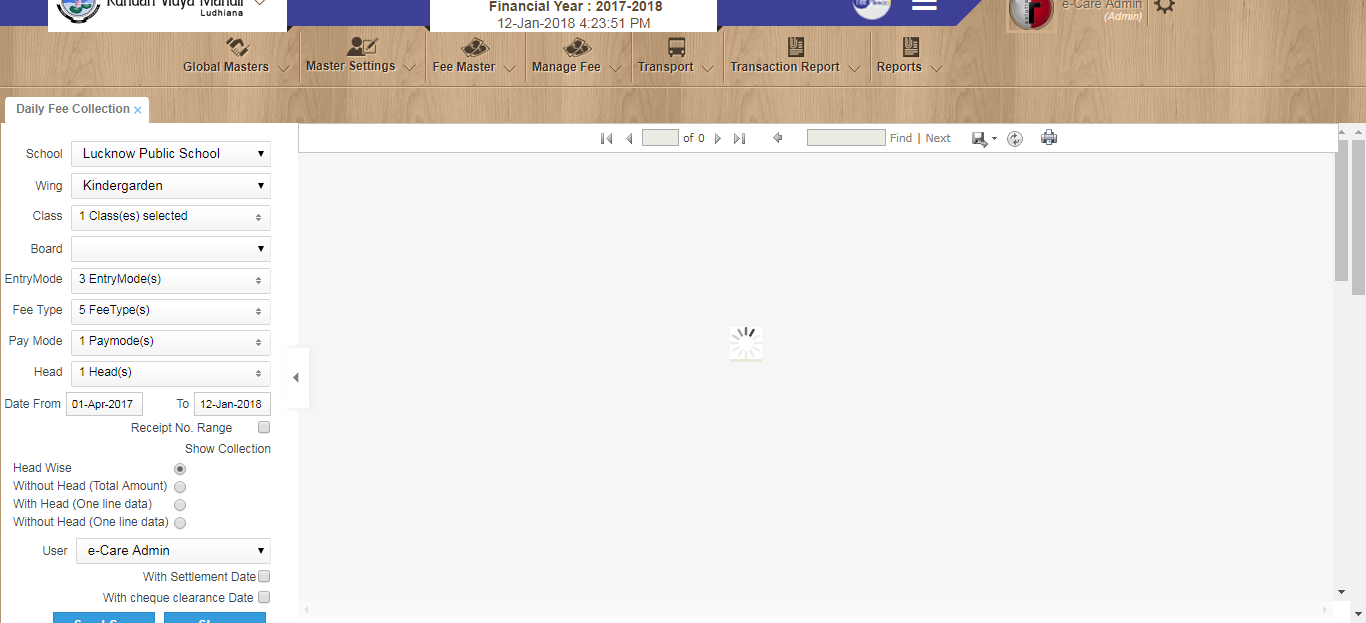 Kundan Vidya Mandir
Ludhiana
Financial Year : 2017-2018
12-Jan-2018 4:23:51 PM
e-Care Admin
(Admin)
Global Masters
Master Settings
Fee Master
Manage Fee
Transport
Transaction Report
Reports
Daily Fee Collection ×
of 0
Find | Next
School Lucknow Public School
Wing Kindergarden
Class 1 Class(es) selected
Board
EntryMode 3 EntryMode(s)
Fee Type 5 FeeType(s)
Pay Mode 1 Paymode(s)
Head 1 Head(s)
Date From 01-Apr-2017 To 12-Jan-2018
Receipt No. Range
Show Collection
Head Wise
Without Head (Total Amount)
With Head (One line data)
Without Head (One line data)
User e-Care Admin
With Settlement Date
With cheque clearance Date